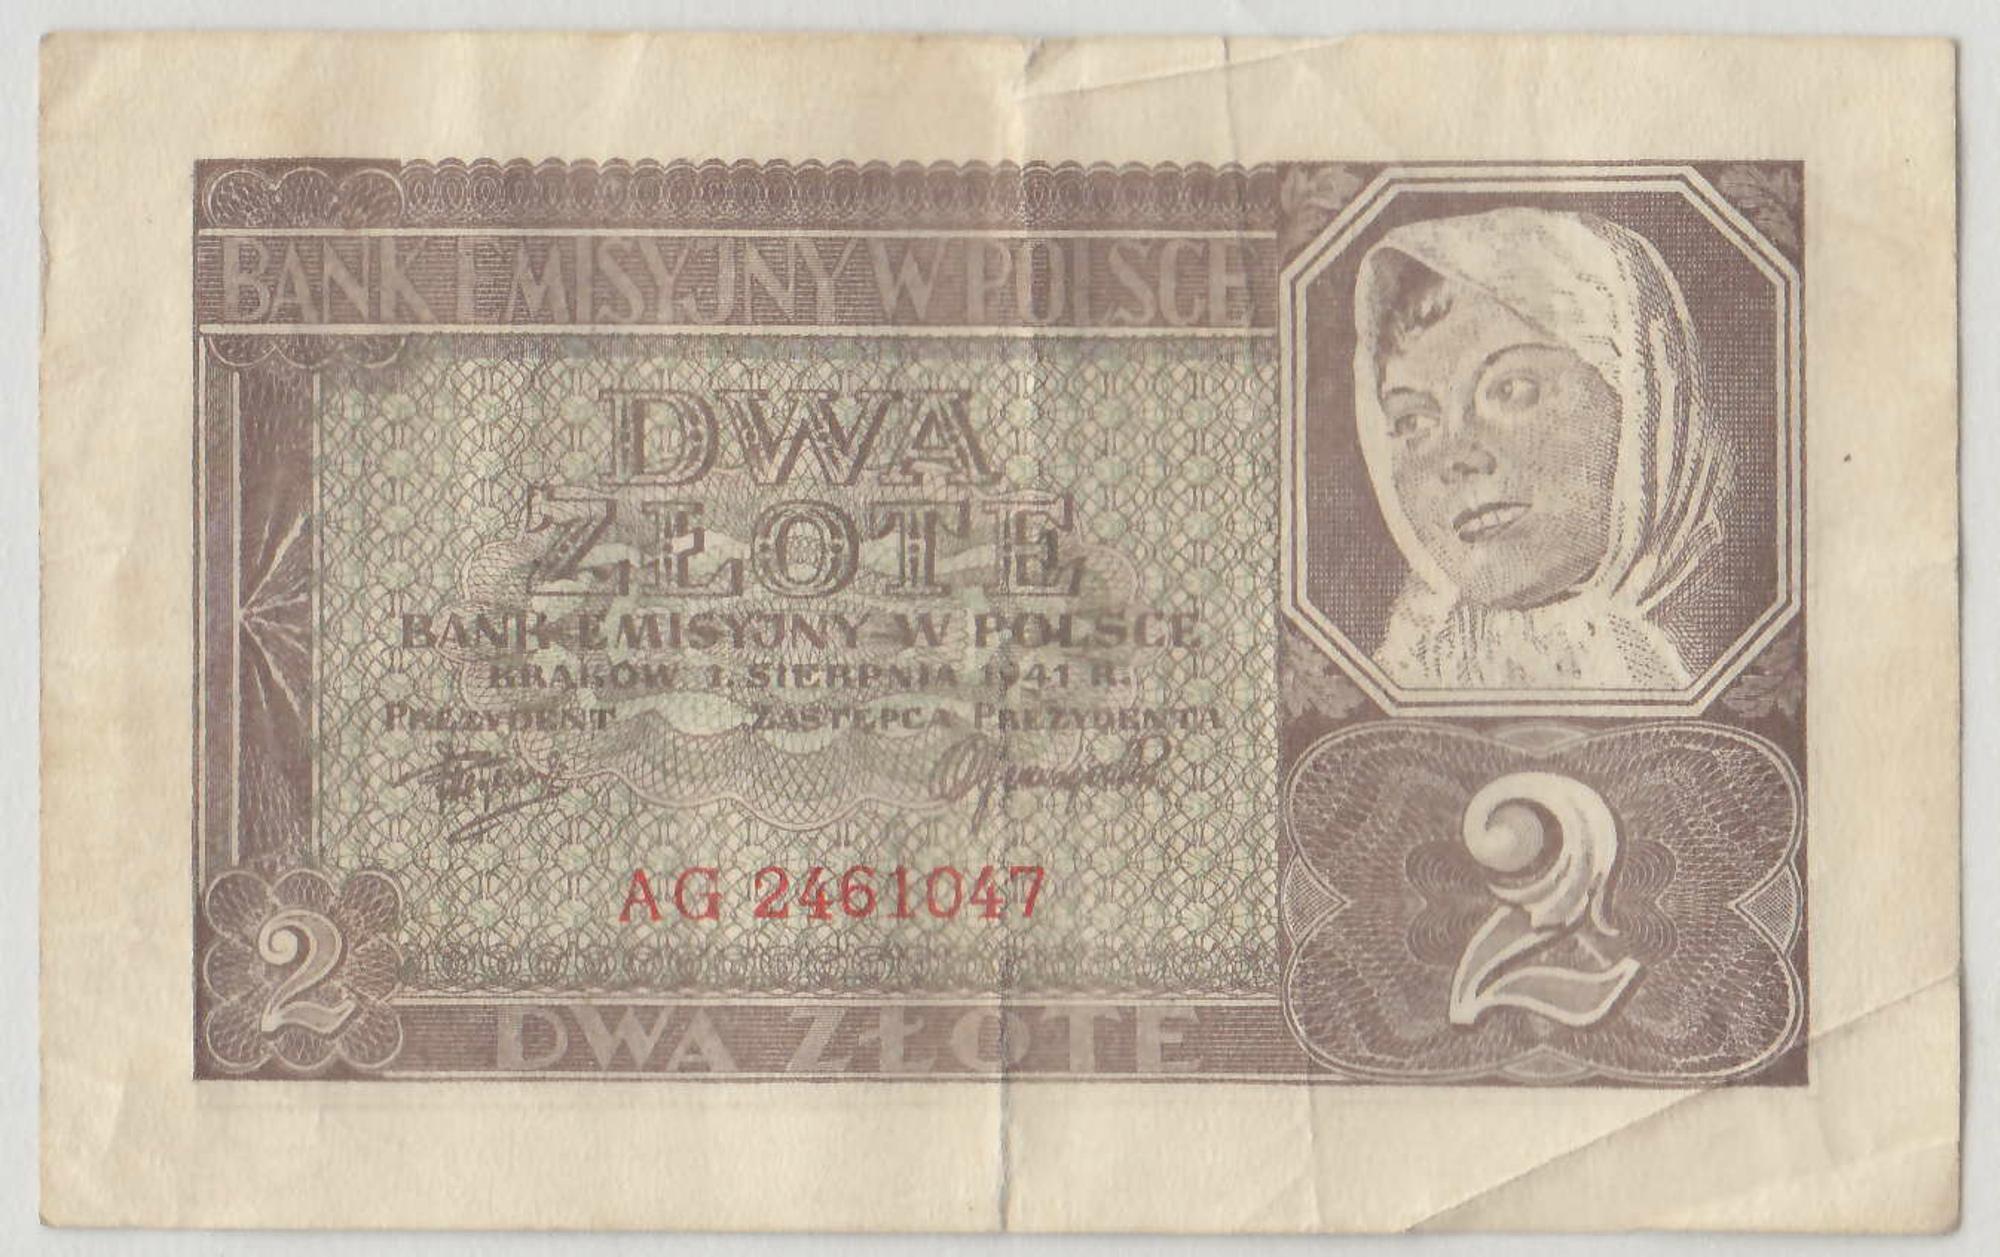 BANK EMISYJNY W POLSCE
DWA
ZŁOTE
BANK EMISYJNY W POLSCE
KRAKÓW 1. SIERPNIA 1941 R.
PREZYDENT ZASTĘPCA PREZYDENTA
AG 2461047
2
2
DWA ZŁOTE